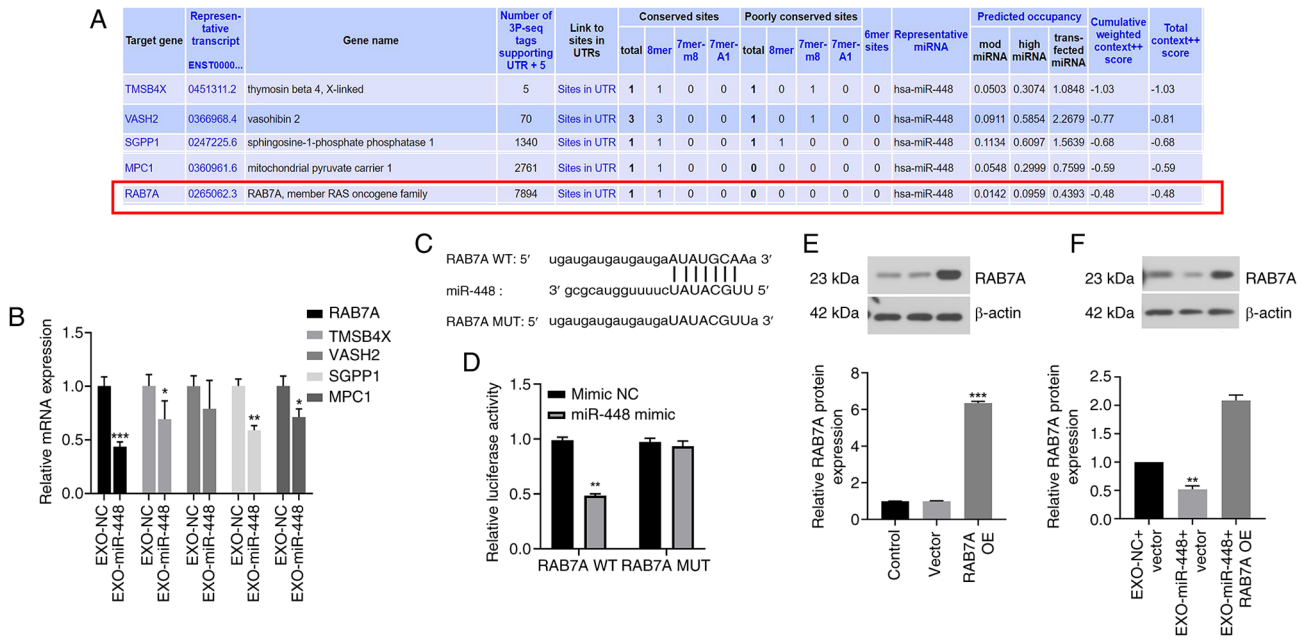 A
Target gene
Represen-
tative
transcript
ENST0000...
Gene name
Number of
3P-seq
tags
supporting
UTR + 5
Link to
sites in
UTRs
Conserved sites
total 8mer 7mer-
m8 7mer-
A1
Poorly conserved sites
total 8mer 7mer-
m8 7mer-
A1
6mer
sites
Representative
miRNA
Predicted occupancy
mod
miRNA
high
miRNA
trans-
fected
miRNA
Cumulative
weighted
context++
score
Total
context++
score
TMSB4X 0451311.2 thymosin beta 4, X-linked 5 Sites in UTR 1 1 0 0 1 0 1 0 0 hsa-miR-448 0.0503 0.3074 1.0848 -1.03 -1.03
VASH2 0366968.4 vasohibin 2 70 Sites in UTR 3 3 0 0 1 0 1 0 0 hsa-miR-448 0.0911 0.5854 2.2679 -0.77 -0.81
SGPP1 0247225.6 sphingosine-1-phosphate phosphatase 1 1340 Sites in UTR 1 1 0 0 1 1 0 0 0 hsa-miR-448 0.1134 0.6097 1.5639 -0.68 -0.68
MPC1 0360961.6 mitochondrial pyruvate carrier 1 2761 Sites in UTR 1 1 0 0 0 0 0 0 0 hsa-miR-448 0.0548 0.2999 0.7599 -0.59 -0.59
RAB7A 0265062.3 RAB7A, member RAS oncogene family 7894 Sites in UTR 1 1 0 0 0 0 0 0 0 hsa-miR-448 0.0142 0.0959 0.4393 -0.48 -0.48
B
RAB7A
TMSB4X
VASH2
SGPP1
MPC1
Relative mRNA expression
1.5
1.0
0.5
0.0
***
*
**
*
EXO-NC
EXO-miR-448
EXO-NC
EXO-miR-448
EXO-NC
EXO-miR-448
EXO-NC
EXO-miR-448
EXO-NC
EXO-miR-448
C
RAB7A WT: 5′ ugaugaugaugaugaAUAUGCAAa 3′
miR-448 : 3′ gcgcaugguuuucUAUACGUU 5′
RAB7A MUT: 5′ ugaugaugaugaugaUAUACGUUa 3′
D
Relative luciferase activity
1.5
1.0
0.5
0.0
Mimic NC
miR-448 mimic
**
RAB7A WT RAB7A MUT
E
23 kDa RAB7A
42 kDa β-actin
Relative RAB7A protein
expression
8
6
4
2
0
***
Control
Vector
RAB7A
OE
F
23 kDa RAB7A
42 kDa β-actin
Relative RAB7A protein
expression
2.5
2.0
1.5
1.0
0.5
0.0
**
EXO-NC+
vector
EXO-miR-448+
vector
EXO-miR-448+
RAB7A OE